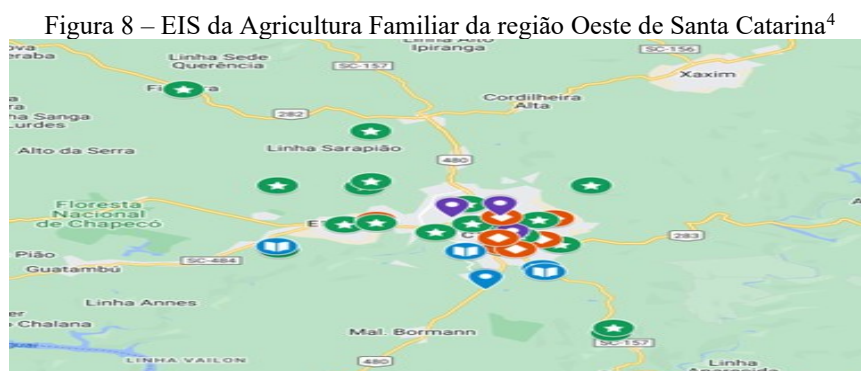 Figura 8 – EIS da Agricultura Familiar da região Oeste de Santa Catarina⁴
Linha Alto
Ipiranga
SC-156
Linha Sede
Querência
SC-157
Xaxim
Cordilheira
Alta
282
Linha Sarapião
Alto da Serra
480
Floresta
Nacional
de Chapecó
283
Pião
SC-484
Guatambú
Linha Annes
Chalana
Mal. Bormann
SC-157
LINHA VAILON
480
Linha